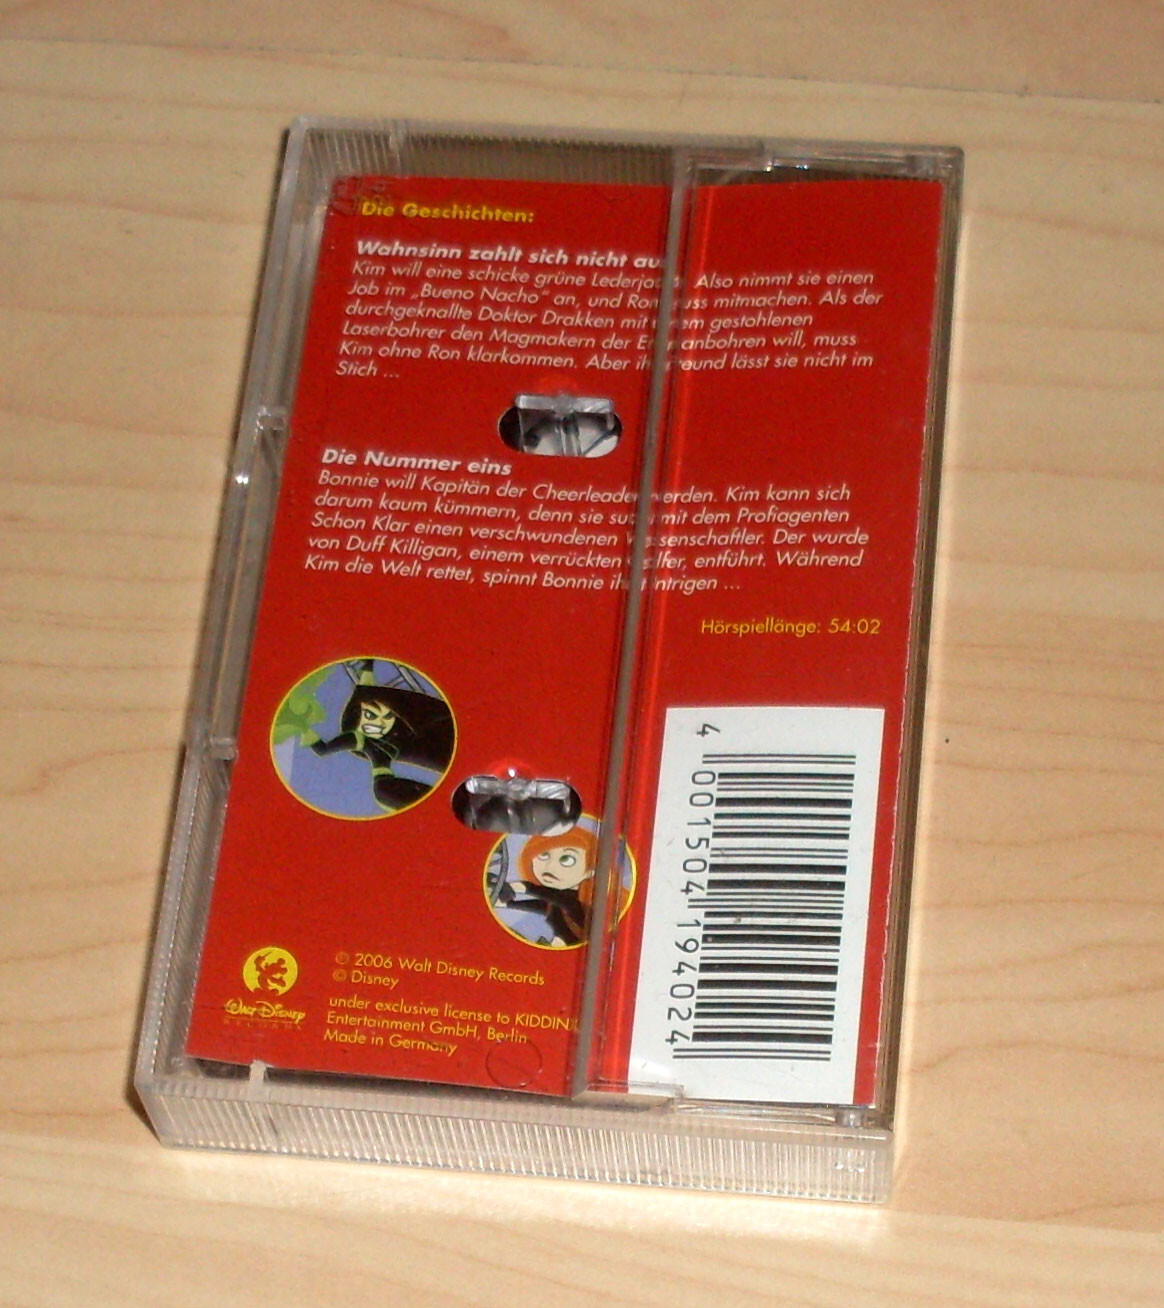 Die Geschichten:
Wahnsinn zahlt sich nicht aus
Kim will eine schicke grüne Lederjacke. Also nimmt sie einen
Job im „Bueno Nacho“ an, und Ron muss mitmachen. Als der
durchgeknallte Doktor Drakken mit einem gestohlenen
Laserbohrer den Magmakern der Erde anbohren will, muss
Kim ohne Ron klarkommen. Aber ihr Freund lässt sie nicht im
Stich ...
Die Nummer eins
Bonnie will Kapitän der Cheerleader werden. Kim kann sich
darum kaum kümmern, denn sie sucht mit dem Profiagenten
Schon Klar einen verschwundenen Wissenschaftler. Der wurde
von Duff Killigan, einem verrückten Golfer, entführt. Während
Kim die Welt rettet, spinnt Bonnie ihre Intrigen ...
Hörspiellänge: 54:02
4 001504 194024
WALT DISNEY
RECORDS
℗ 2006 Walt Disney Records
© Disney
under exclusive license to KIDDINX
Entertainment GmbH, Berlin
Made in Germany